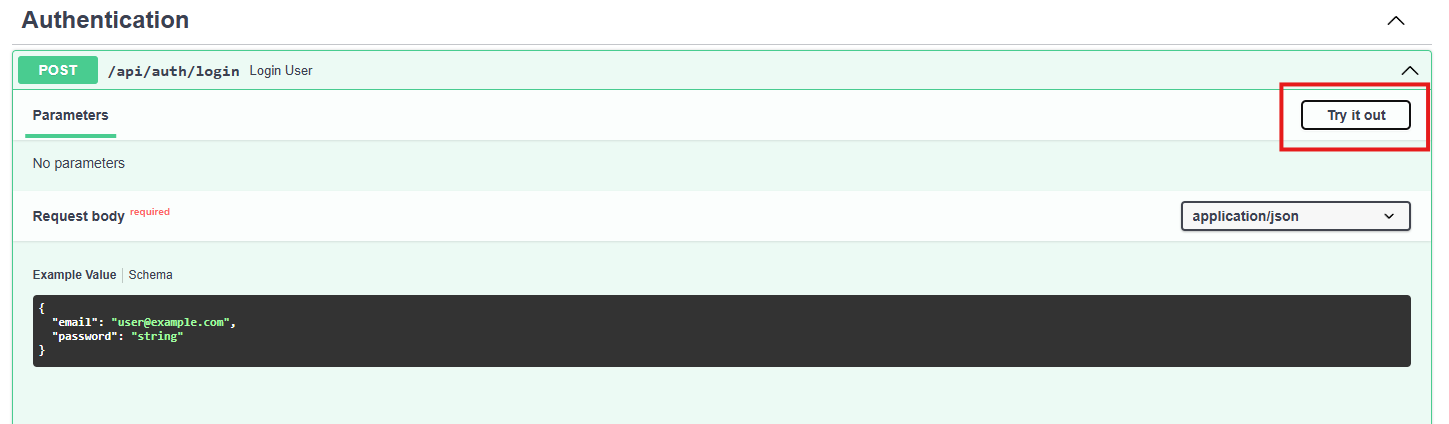 Authentication
POST /api/auth/login Login User
Parameters
Try it out
No parameters
Request body required
application/json
Example Value Schema
{
  "email": "user@example.com",
  "password": "string"
}